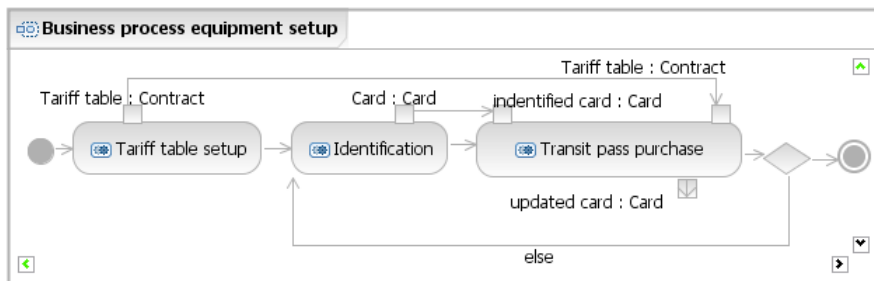 Business process equipment setup
Tariff table : Contract
Tariff table : Contract
Card : Card
indentified card : Card
Tariff table setup
Identification
Transit pass purchase
updated card : Card
else